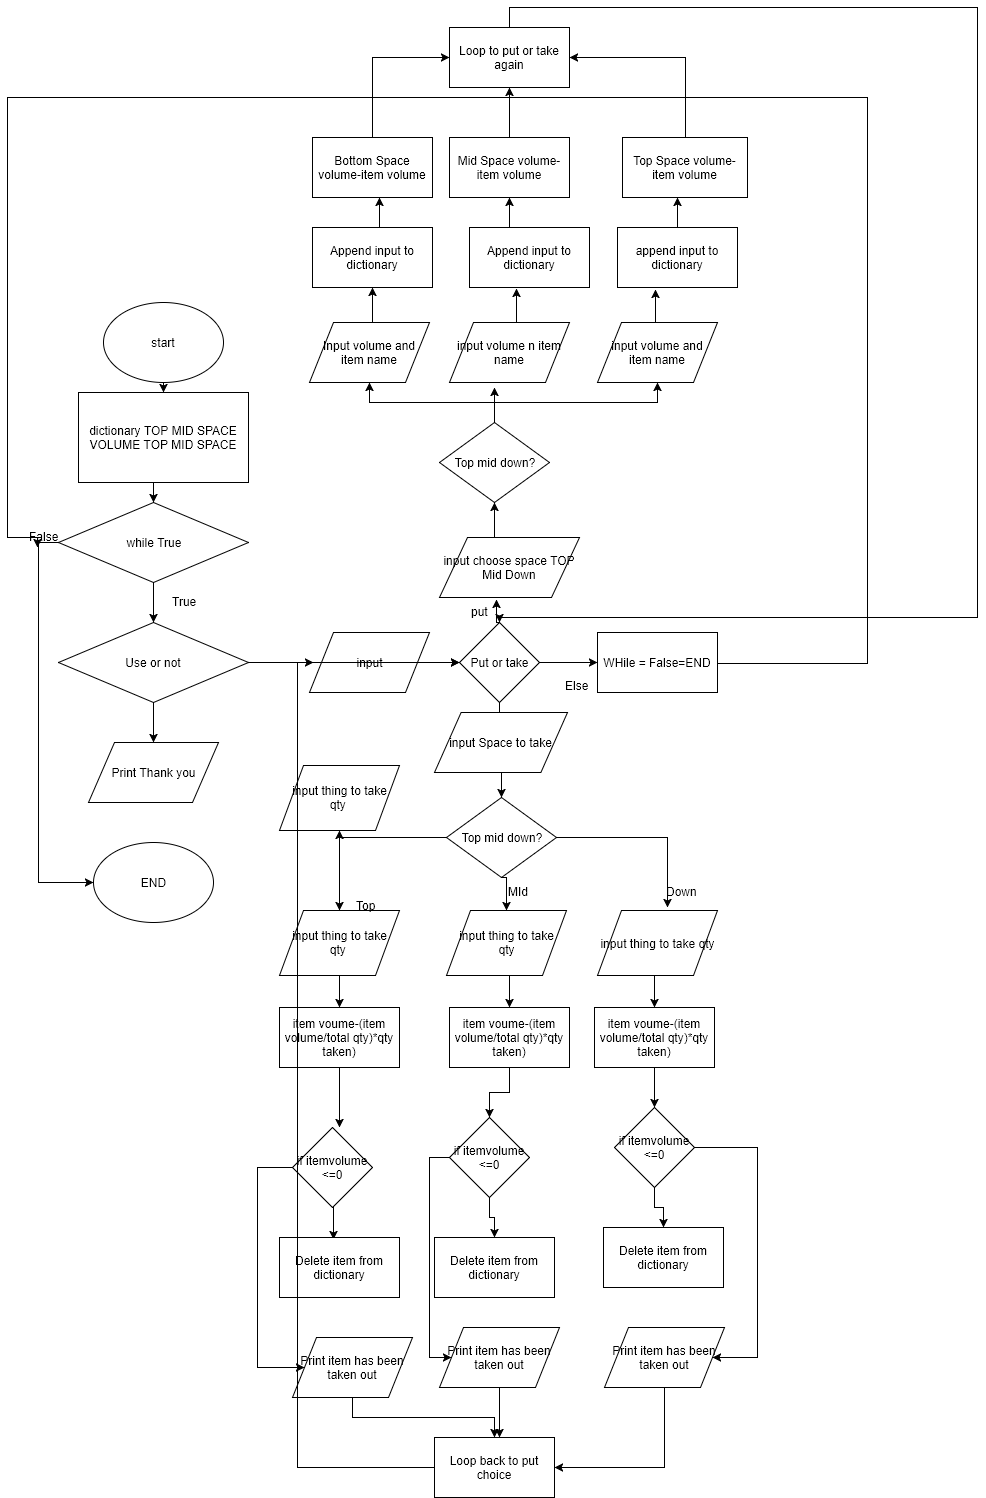 Loop to put or take
again
Bottom Space
volume-item volume
Mid Space volume-
item volume
Top Space volume-
item volume
Append input to
dictionary
Append input to
dictionary
append input to
dictionary
Input volume and
item name
input volume n item
name
input volume and
item name
start
dictionary TOP MID SPACE
VOLUME TOP MID SPACE
Top mid down?
False
while True
input choose space TOP
Mid Down
True
put
Use or not
input
Put or take
WHile = False=END
Else
input Space to take
Print Thank you
input thing to take
qty
Top mid down?
END
Top
MId
Down
input thing to take
qty
input thing to take
qty
input thing to take qty
item voume-(item
volume/total qty)*qty
taken)
item voume-(item
volume/total qty)*qty
taken)
item voume-(item
volume/total qty)*qty
taken)
if itemvolume
<=0
if itemvolume
<=0
if itemvolume
<=0
Delete item from
dictionary
Delete item from
dictionary
Delete item from
dictionary
Print item has been
taken out
Print item has been
taken out
Print item has been
taken out
Loop back to put
choice